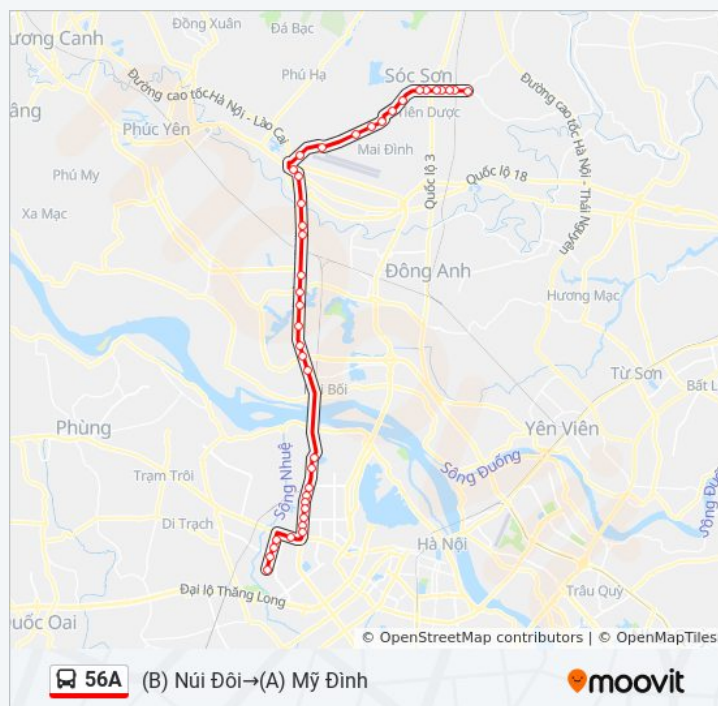 Đồng Xuân
Đá Bạc
ương Canh
Phú Hạ
Sóc Sơn
Đường cao tốc Hà Nội - Lào Cai
Tiên Dược
Đường cao tốc Hà Nội - Thái Nguyên
Phúc Yên
Mai Đình
Phú My
Quốc lộ 3
Quốc lộ 18
Xa Mạc
Đông Anh
Hương Mạc
Từ Sơn
Bất L
Phùng
Yên Viên
Sông Đuống
Trạm Trôi
Sông Nhuệ
Di Trạch
Hà Nội
Đại lộ Thăng Long
Trâu Quỳ
uốc Oai
© OpenStreetMap contributors | © OpenMapTiles
56A (B) Núi Đôi→(A) Mỹ Đình
moovit